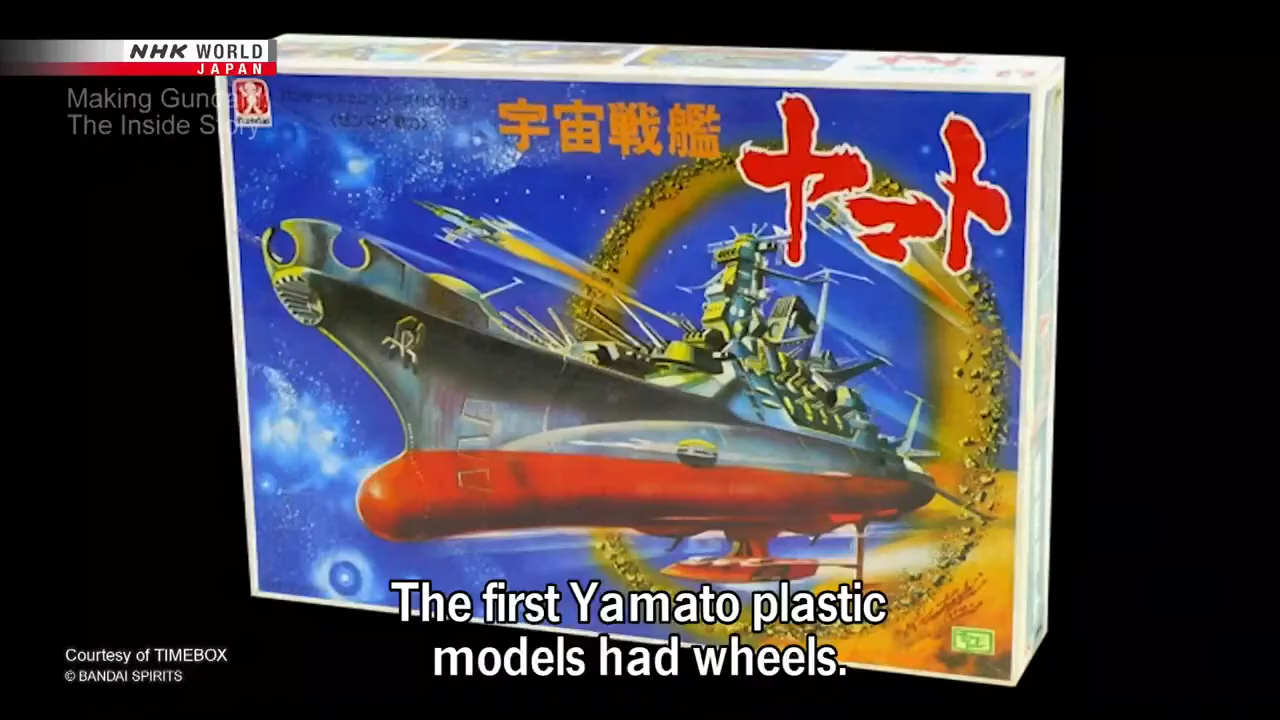 NHK WORLD
JAPAN
Making Gundam
The Inside Story
宇宙戦艦
ヤマト
The first Yamato plastic
models had wheels.
Courtesy of TIMEBOX
© BANDAI SPIRITS